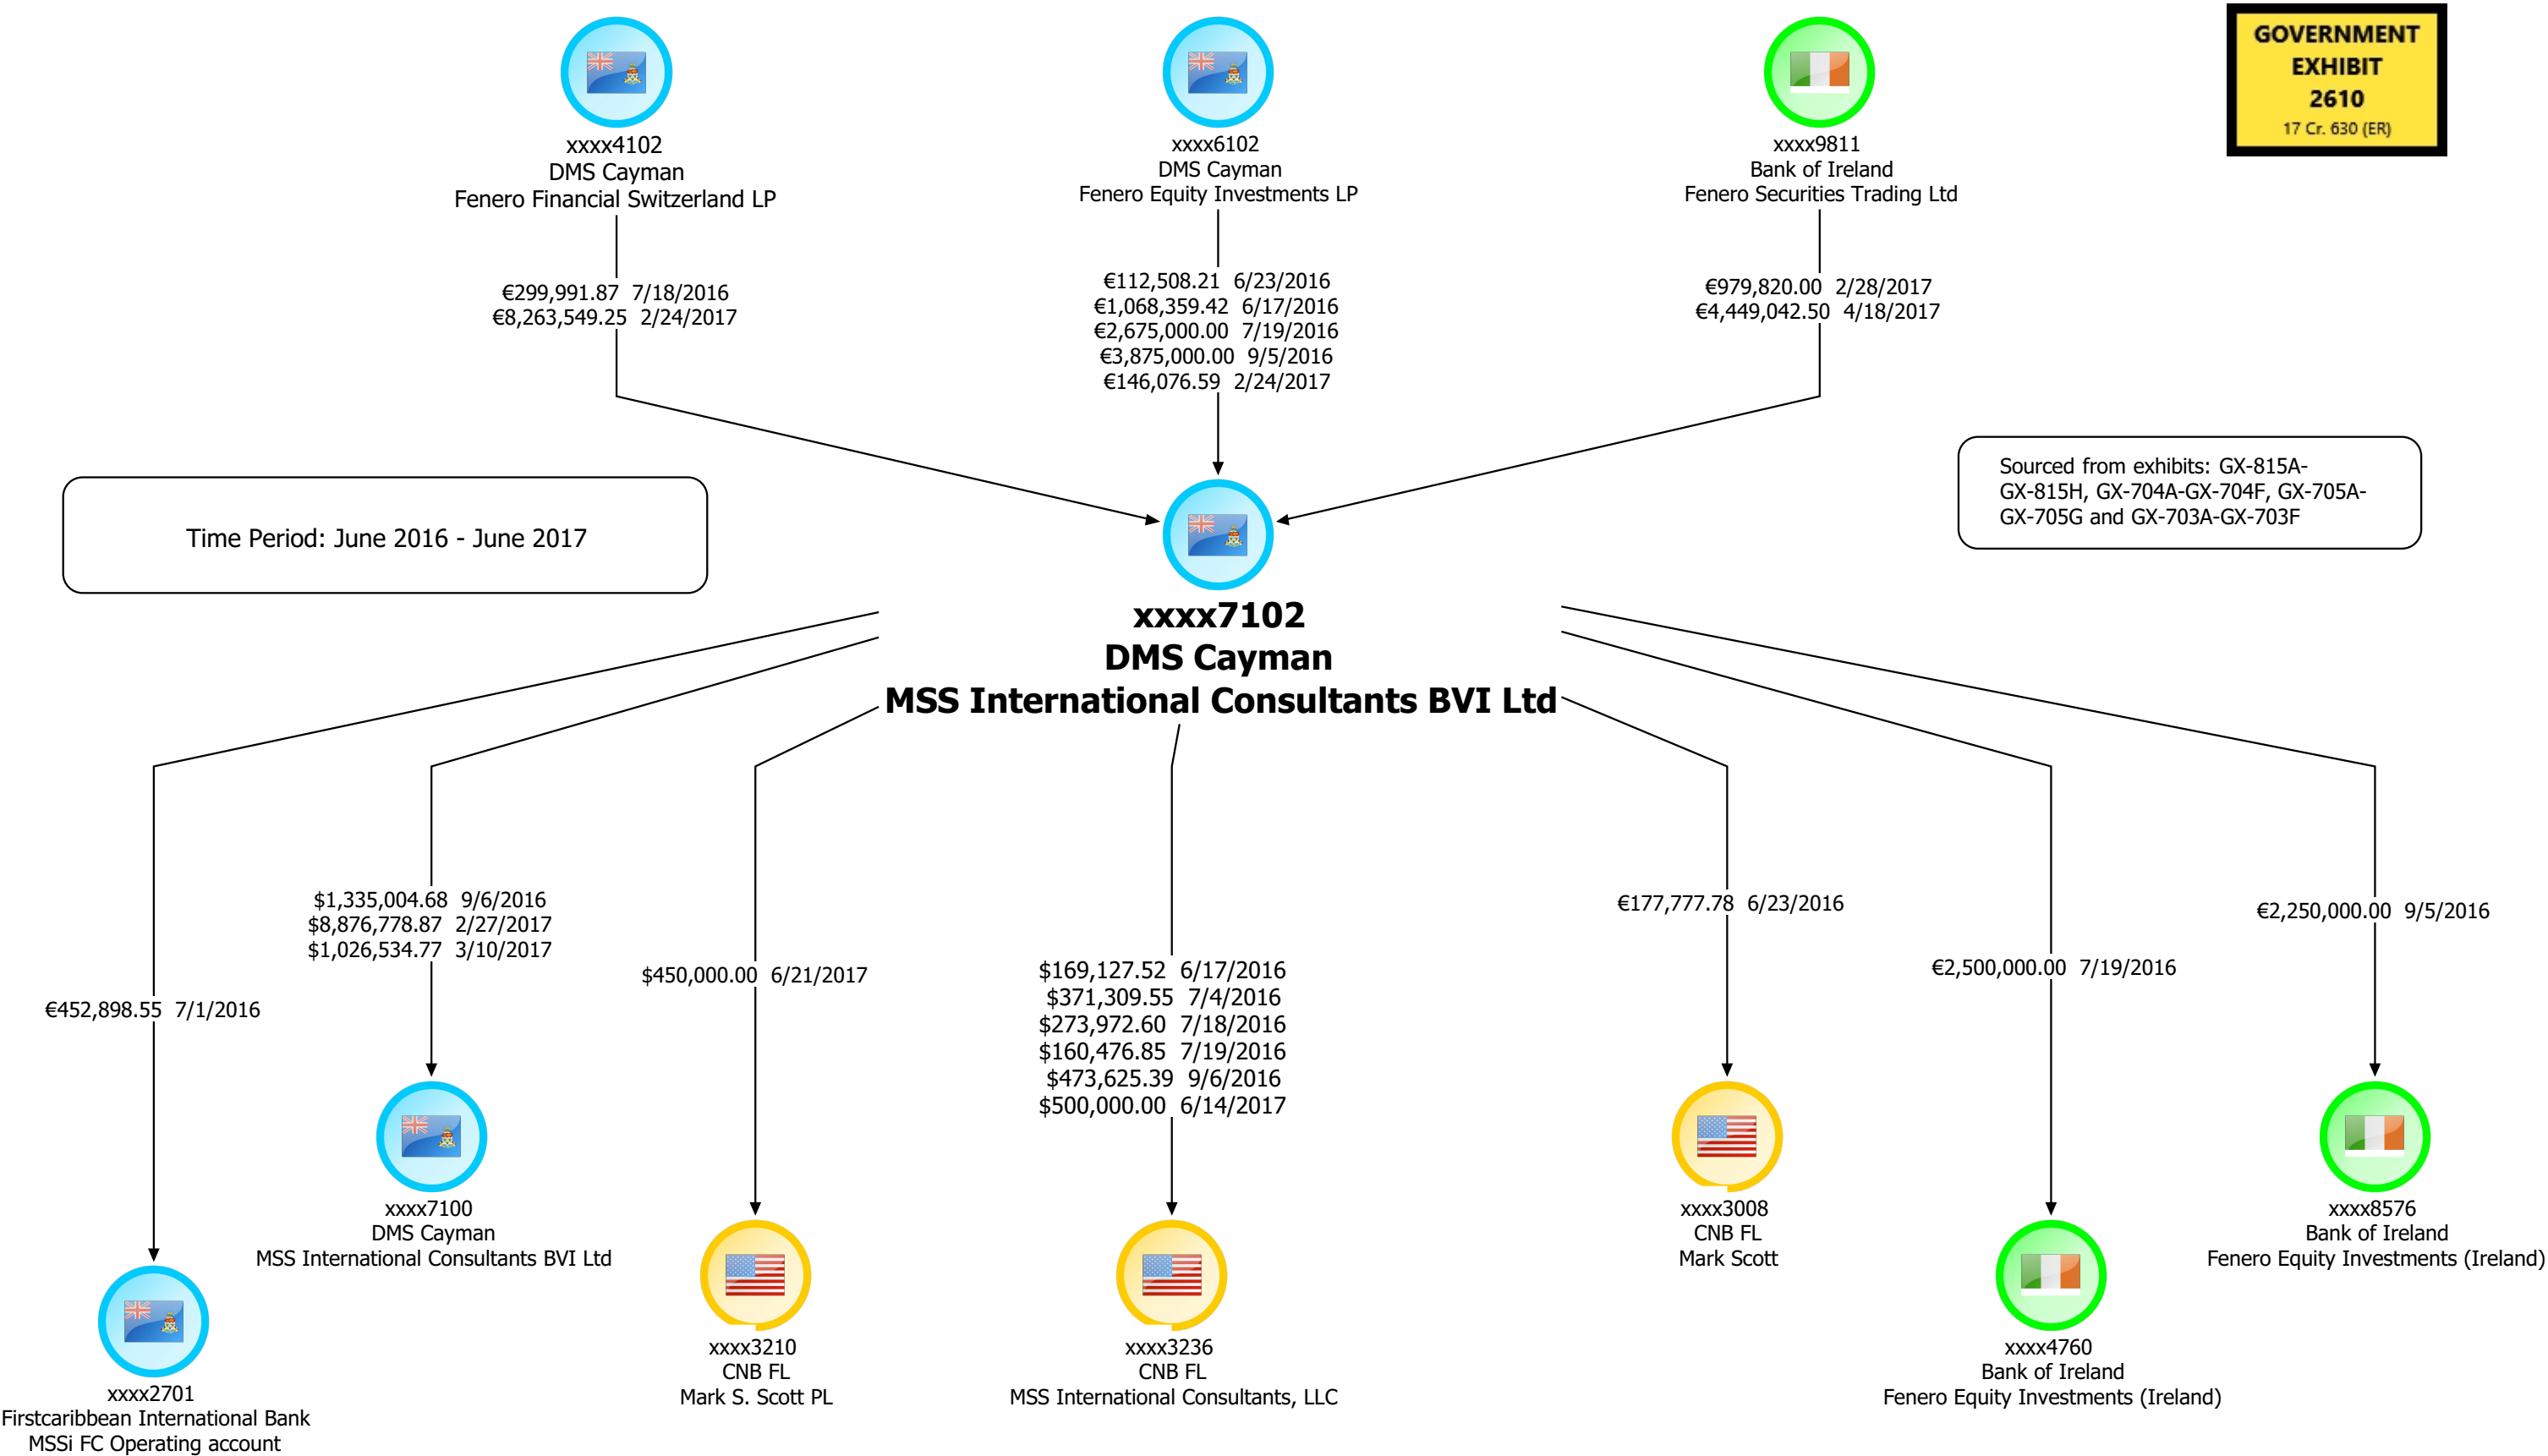 GOVERNMENT
EXHIBIT
2610
17 Cr. 630 (ER)
xxxx4102
DMS Cayman
Fenero Financial Switzerland LP
xxxx6102
DMS Cayman
Fenero Equity Investments LP
xxxx9811
Bank of Ireland
Fenero Securities Trading Ltd
€299,991.87 7/18/2016
€8,263,549.25 2/24/2017
€112,508.21 6/23/2016
€1,068,359.42 6/17/2016
€2,675,000.00 7/19/2016
€3,875,000.00 9/5/2016
€146,076.59 2/24/2017
€979,820.00 2/28/2017
€4,449,042.50 4/18/2017
Time Period: June 2016 - June 2017
Sourced from exhibits: GX-815A-
GX-815H, GX-704A-GX-704F, GX-705A-
GX-705G and GX-703A-GX-703F
xxxx7102
DMS Cayman
MSS International Consultants BVI Ltd
€452,898.55 7/1/2016
$1,335,004.68 9/6/2016
$8,876,778.87 2/27/2017
$1,026,534.77 3/10/2017
$450,000.00 6/21/2017
$169,127.52 6/17/2016
$371,309.55 7/4/2016
$273,972.60 7/18/2016
$160,476.85 7/19/2016
$473,625.39 9/6/2016
$500,000.00 6/14/2017
€177,777.78 6/23/2016
€2,500,000.00 7/19/2016
€2,250,000.00 9/5/2016
xxxx2701
Firstcaribbean International Bank
MSSi FC Operating account
xxxx7100
DMS Cayman
MSS International Consultants BVI Ltd
xxxx3210
CNB FL
Mark S. Scott PL
xxxx3236
CNB FL
MSS International Consultants, LLC
xxxx3008
CNB FL
Mark Scott
xxxx4760
Bank of Ireland
Fenero Equity Investments (Ireland)
xxxx8576
Bank of Ireland
Fenero Equity Investments (Ireland)